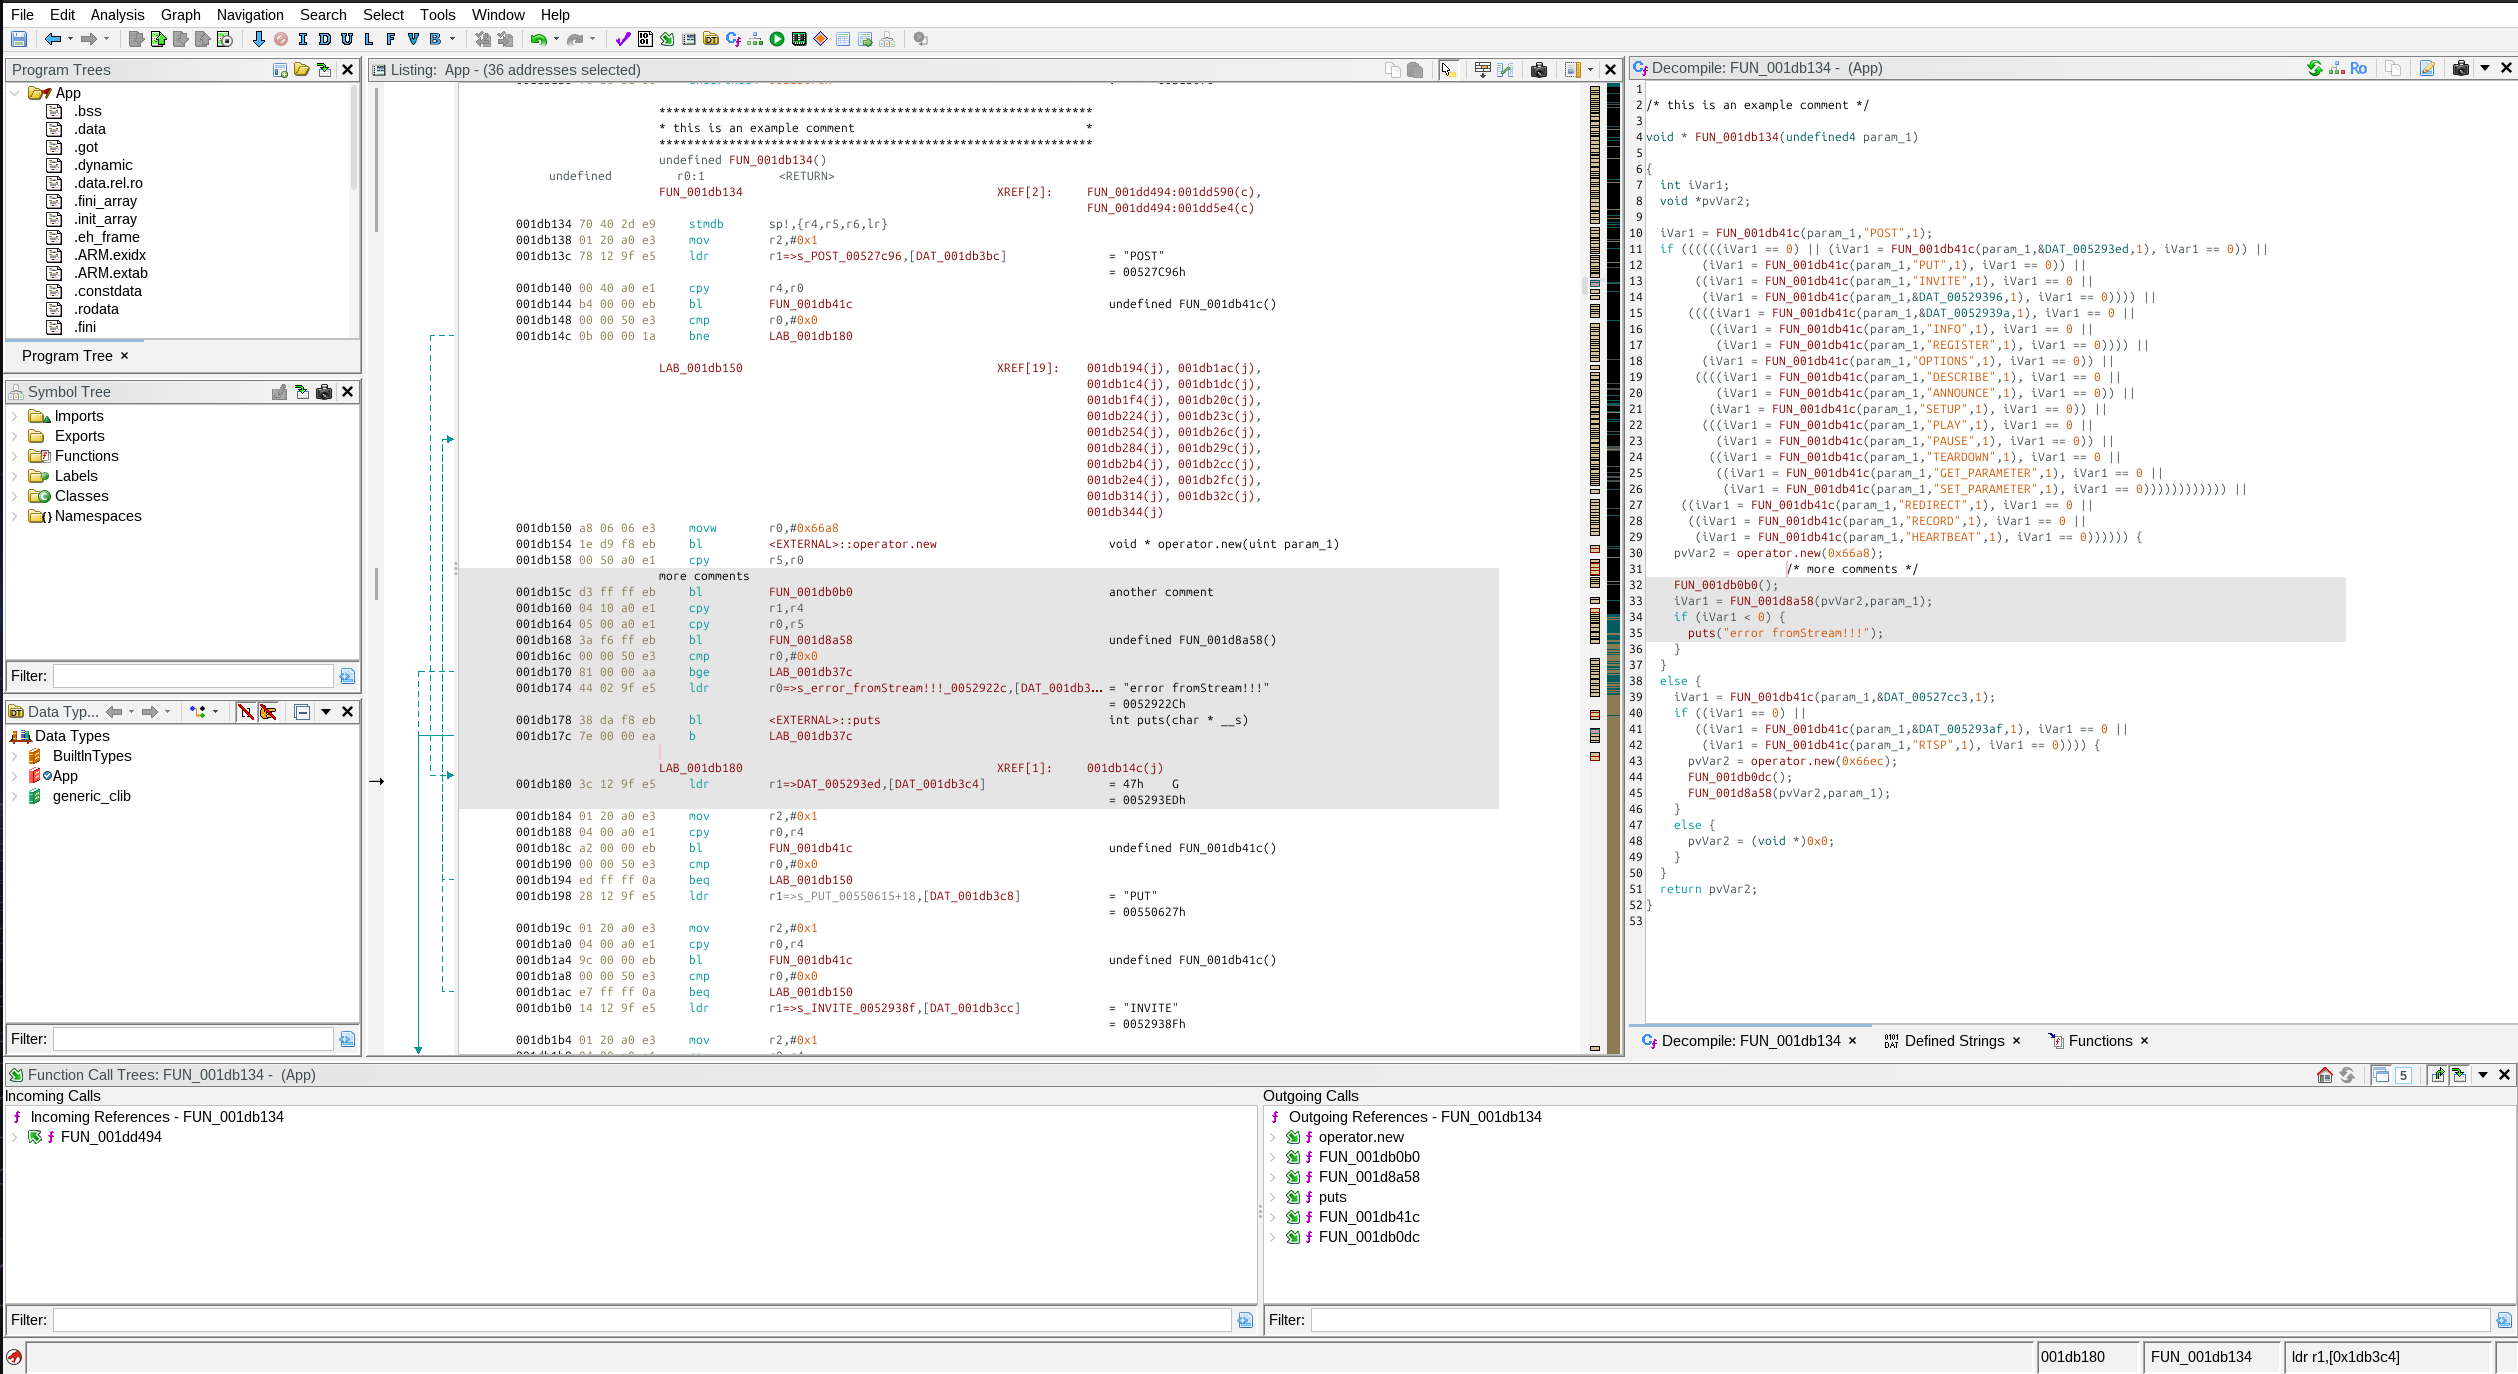 File Edit Analysis Graph Navigation Search Select Tools Window Help
I D U L F V B
Program Trees
App
.bss
.data
.got
.dynamic
.data.rel.ro
.fini_array
.init_array
.eh_frame
.ARM.exidx
.ARM.extab
.constdata
.rodata
.fini
Program Tree ×
Symbol Tree
Imports
Exports
Functions
Labels
Classes
Namespaces
Filter:
Data Typ...
Data Types
BuiltInTypes
App
generic_clib
Filter:
Listing: App - (36 addresses selected)
**************************************************************
* this is an example comment *
**************************************************************
undefined FUN_001db134()
undefined r0:1 <RETURN>
FUN_001db134 XREF[2]: FUN_001dd494:001dd590(c),
FUN_001dd494:001dd5e4(c)
001db134 70 40 2d e9 stmdb sp!,{r4,r5,r6,lr}
001db138 01 20 a0 e3 mov r2,#0x1
001db13c 78 12 9f e5 ldr r1=>s_POST_00527c96,[DAT_001db3bc] = "POST"
= 00527C96h
001db140 00 40 a0 e1 cpy r4,r0
001db144 b4 00 00 eb bl FUN_001db41c undefined FUN_001db41c()
001db148 00 00 50 e3 cmp r0,#0x0
001db14c 0b 00 00 1a bne LAB_001db180
LAB_001db150 XREF[19]: 001db194(j), 001db1ac(j),
001db1c4(j), 001db1dc(j),
001db1f4(j), 001db20c(j),
001db224(j), 001db23c(j),
001db254(j), 001db26c(j),
001db284(j), 001db29c(j),
001db2b4(j), 001db2cc(j),
001db2e4(j), 001db2fc(j),
001db314(j), 001db32c(j),
001db344(j)
001db150 a8 06 06 e3 movw r0,#0x66a8
001db154 1e d9 f8 eb bl <EXTERNAL>::operator.new void * operator.new(uint param_1)
001db158 00 50 a0 e1 cpy r5,r0
more comments
001db15c d3 ff ff eb bl FUN_001db0b0 another comment
001db160 04 10 a0 e1 cpy r1,r4
001db164 05 00 a0 e1 cpy r0,r5
001db168 3a f6 ff eb bl FUN_001d8a58 undefined FUN_001d8a58()
001db16c 00 00 50 e3 cmp r0,#0x0
001db170 81 00 00 aa bge LAB_001db37c
001db174 44 02 9f e5 ldr r0=>s_error_fromStream!!!_0052922c,[DAT_001db3... = "error fromStream!!!"
= 0052922Ch
001db178 38 da f8 eb bl <EXTERNAL>::puts int puts(char * __s)
001db17c 7e 00 00 ea b LAB_001db37c
LAB_001db180 XREF[1]: 001db14c(j)
001db180 3c 12 9f e5 ldr r1=>DAT_005293ed,[DAT_001db3c4] = 47h G
= 005293EDh
001db184 01 20 a0 e3 mov r2,#0x1
001db188 04 00 a0 e1 cpy r0,r4
001db18c a2 00 00 eb bl FUN_001db41c undefined FUN_001db41c()
001db190 00 00 50 e3 cmp r0,#0x0
001db194 ed ff ff 0a beq LAB_001db150
001db198 28 12 9f e5 ldr r1=>s_PUT_00550615+18,[DAT_001db3c8] = "PUT"
= 00550627h
001db19c 01 20 a0 e3 mov r2,#0x1
001db1a0 04 00 a0 e1 cpy r0,r4
001db1a4 9c 00 00 eb bl FUN_001db41c undefined FUN_001db41c()
001db1a8 00 00 50 e3 cmp r0,#0x0
001db1ac e7 ff ff 0a beq LAB_001db150
001db1b0 14 12 9f e5 ldr r1=>s_INVITE_0052938f,[DAT_001db3cc] = "INVITE"
= 0052938Fh
001db1b4 01 20 a0 e3 mov r2,#0x1
Decompile: FUN_001db134 - (App)
Ro
1
2 /* this is an example comment */
3
4 void * FUN_001db134(undefined4 param_1)
5
6 {
7 int iVar1;
8 void *pvVar2;
9
10 iVar1 = FUN_001db41c(param_1,"POST",1);
11 if ((((((iVar1 == 0) || (iVar1 = FUN_001db41c(param_1,&DAT_005293ed,1), iVar1 == 0)) ||
12 (iVar1 = FUN_001db41c(param_1,"PUT",1), iVar1 == 0)) ||
13 ((iVar1 = FUN_001db41c(param_1,"INVITE",1), iVar1 == 0 ||
14 (iVar1 = FUN_001db41c(param_1,&DAT_00529396,1), iVar1 == 0)))) ||
15 ((((iVar1 = FUN_001db41c(param_1,&DAT_0052939a,1), iVar1 == 0 ||
16 ((iVar1 = FUN_001db41c(param_1,"INFO",1), iVar1 == 0 ||
17 (iVar1 = FUN_001db41c(param_1,"REGISTER",1), iVar1 == 0)))) ||
18 (iVar1 = FUN_001db41c(param_1,"OPTIONS",1), iVar1 == 0)) ||
19 ((((iVar1 = FUN_001db41c(param_1,"DESCRIBE",1), iVar1 == 0 ||
20 (iVar1 = FUN_001db41c(param_1,"ANNOUNCE",1), iVar1 == 0)) ||
21 (iVar1 = FUN_001db41c(param_1,"SETUP",1), iVar1 == 0)) ||
22 (((iVar1 = FUN_001db41c(param_1,"PLAY",1), iVar1 == 0 ||
23 (iVar1 = FUN_001db41c(param_1,"PAUSE",1), iVar1 == 0)) ||
24 ((iVar1 = FUN_001db41c(param_1,"TEARDOWN",1), iVar1 == 0 ||
25 ((iVar1 = FUN_001db41c(param_1,"GET_PARAMETER",1), iVar1 == 0 ||
26 (iVar1 = FUN_001db41c(param_1,"SET_PARAMETER",1), iVar1 == 0)))))))))))) ||
27 ((iVar1 = FUN_001db41c(param_1,"REDIRECT",1), iVar1 == 0 ||
28 ((iVar1 = FUN_001db41c(param_1,"RECORD",1), iVar1 == 0 ||
29 ((iVar1 = FUN_001db41c(param_1,"HEARTBEAT",1), iVar1 == 0)))))) {
30 pvVar2 = operator.new(0x66a8);
31 /* more comments */
32 FUN_001db0b0();
33 iVar1 = FUN_001d8a58(pvVar2,param_1);
34 if (iVar1 < 0) {
35 puts("error fromStream!!!");
36 }
37 }
38 else {
39 iVar1 = FUN_001db41c(param_1,&DAT_00527cc3,1);
40 if ((iVar1 == 0) ||
41 ((iVar1 = FUN_001db41c(param_1,&DAT_005293af,1), iVar1 == 0 ||
42 (iVar1 = FUN_001db41c(param_1,"RTSP",1), iVar1 == 0)))) {
43 pvVar2 = operator.new(0x66ec);
44 FUN_001db0dc();
45 FUN_001d8a58(pvVar2,param_1);
46 }
47 else {
48 pvVar2 = (void *)0x0;
49 }
50 }
51 return pvVar2;
52 }
53
Decompile: FUN_001db134 × Defined Strings × Functions ×
Function Call Trees: FUN_001db134 - (App)
5
Incoming Calls
Incoming References - FUN_001db134
FUN_001dd494
Filter:
Outgoing Calls
Outgoing References - FUN_001db134
operator.new
FUN_001db0b0
FUN_001d8a58
puts
FUN_001db41c
FUN_001db0dc
Filter:
001db180 FUN_001db134 ldr r1,[0x1db3c4]